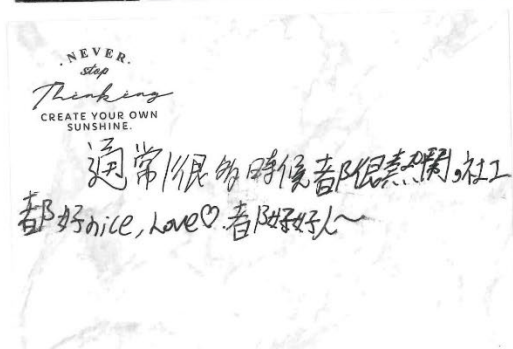 .NEVER.
stop
Thinking
CREATE YOUR OWN
SUNSHINE.
通常很多時候都很熱鬧，社工
都好nice, Love♡.都好好人～